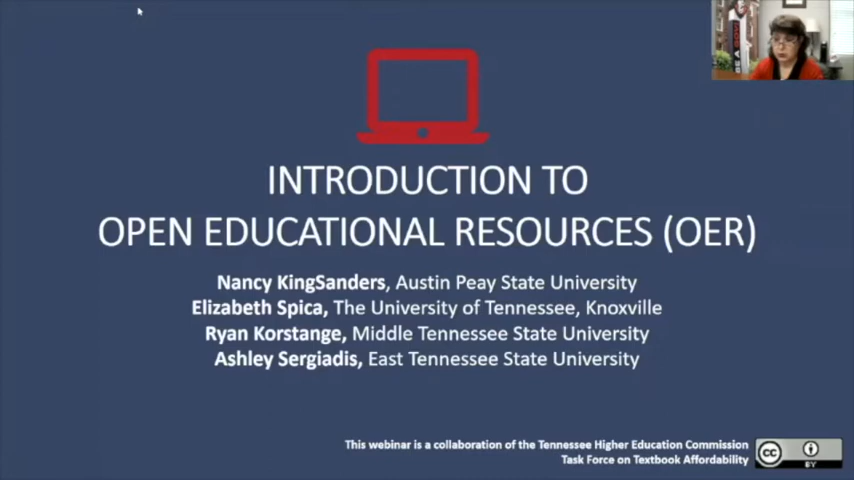 INTRODUCTION TO
OPEN EDUCATIONAL RESOURCES (OER)
Nancy KingSanders, Austin Peay State University
Elizabeth Spica, The University of Tennessee, Knoxville
Ryan Korstange, Middle Tennessee State University
Ashley Sergiadis, East Tennessee State University
This webinar is a collaboration of the Tennessee Higher Education Commission
Task Force on Textbook Affordability
cc
BY